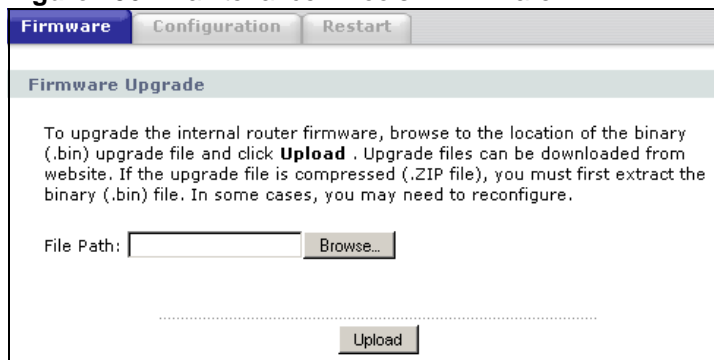 Firmware Configuration Restart
Firmware Upgrade
To upgrade the internal router firmware, browse to the location of the binary
(.bin) upgrade file and click Upload . Upgrade files can be downloaded from
website. If the upgrade file is compressed (.ZIP file), you must first extract the
binary (.bin) file. In some cases, you may need to reconfigure.
File Path: Browse...
Upload